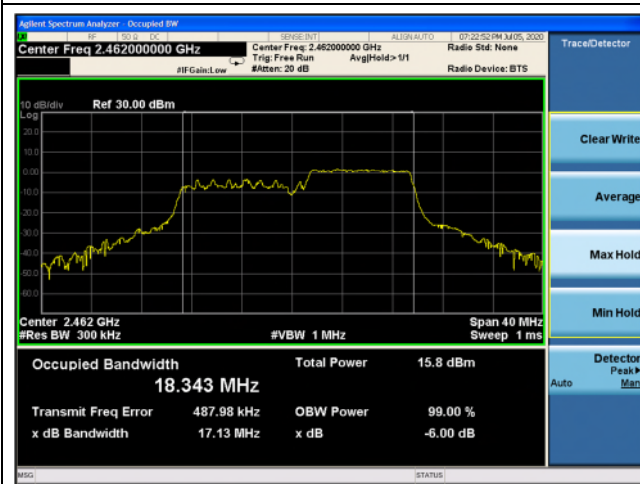 Agilent Spectrum Analyzer - Occupied BW
RF 50 Ω DC SENSE:INT ALIGNAUTO 07:22:52 PM Jul 05, 2020
Center Freq 2.462000000 GHz
Center Freq: 2.462000000 GHz
Radio Std: None
Trig: Free Run Avg|Hold:> 1/1
#IFGain:Low #Atten: 20 dB Radio Device: BTS
Trace/Detector
10 dB/div Ref 30.00 dBm
Log
20.0
10.0
0.00
-10.0
-20.0
-30.0
-40.0
-50.0
-60.0
Center 2.462 GHz Span 40 MHz
#Res BW 300 kHz #VBW 1 MHz Sweep 1 ms
Occupied Bandwidth Total Power 15.8 dBm
18.343 MHz
Transmit Freq Error 487.98 kHz OBW Power 99.00 %
x dB Bandwidth 17.13 MHz x dB -6.00 dB
Clear Write
Average
Max Hold
Min Hold
Detector
Peak▶
Auto Man
MSG STATUS